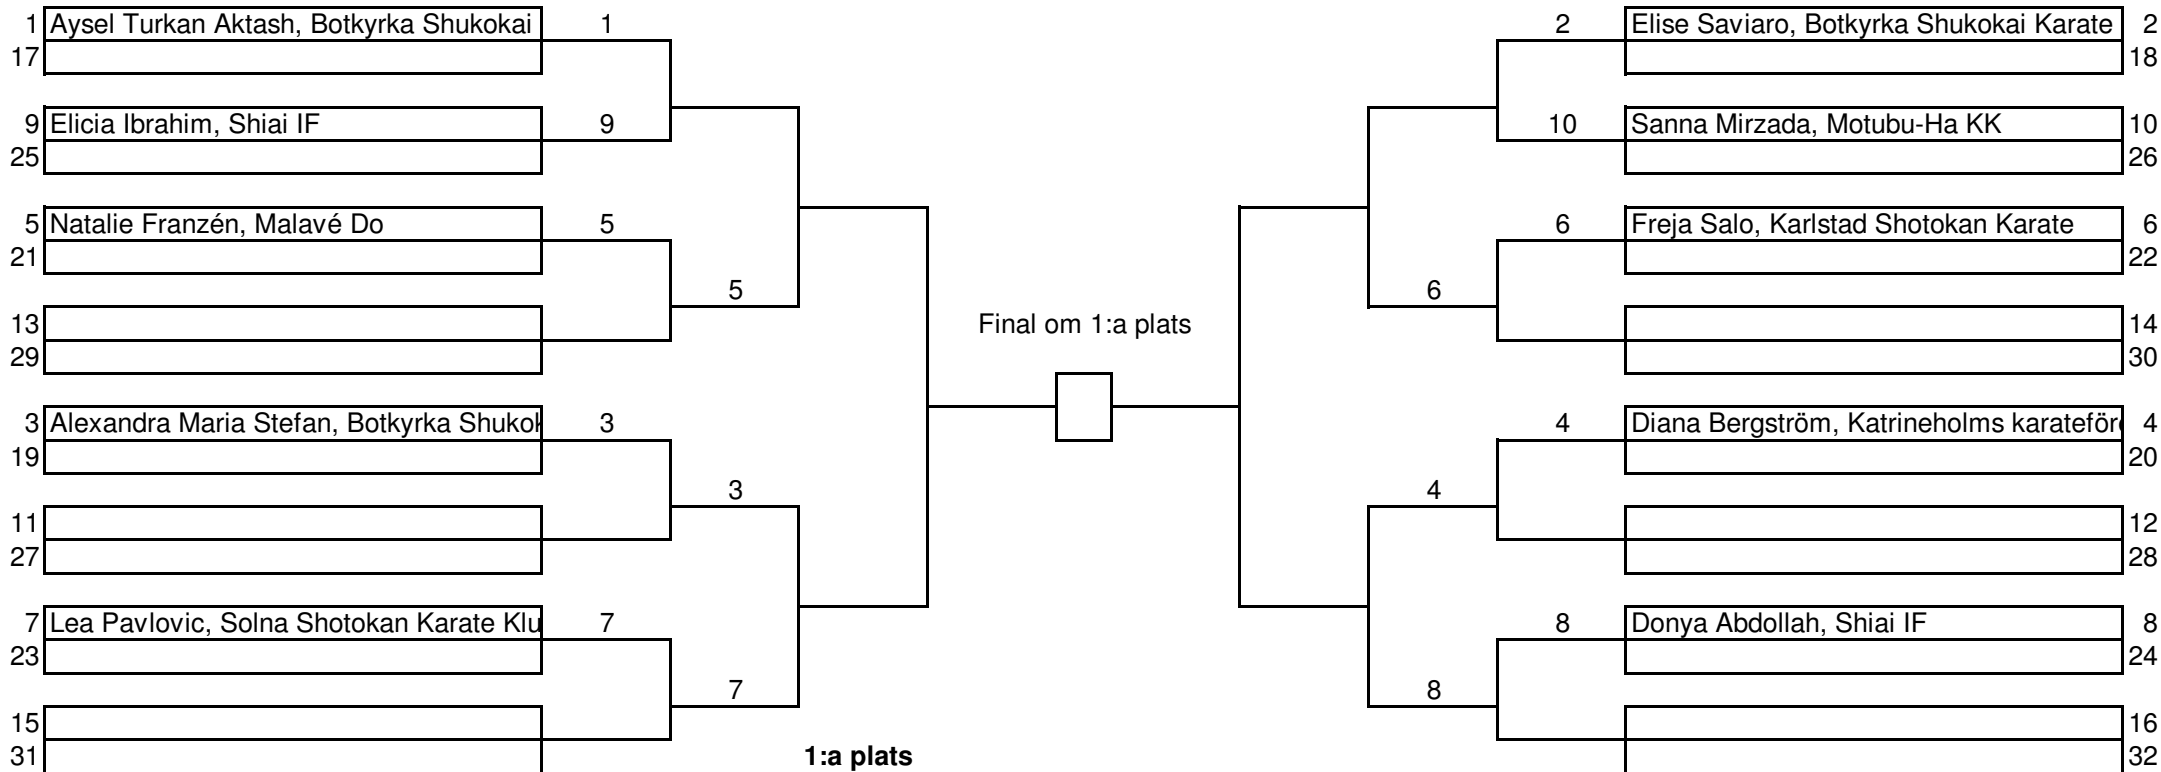 1 Aysel Turkan Aktash, Botkyrka Shukokai 1
17
9 Elicia Ibrahim, Shiai IF 9
25
5 Natalie Franzén, Malavé Do 5
21
5
13
29
3 Alexandra Maria Stefan, Botkyrka Shukok 3
19
3
11
27
7 Lea Pavlovic, Solna Shotokan Karate Klu 7
23
7
15
31
Final om 1:a plats
1:a plats
2 Elise Saviaro, Botkyrka Shukokai Karate 2
18
10 Sanna Mirzada, Motubu-Ha KK 10
26
6 Freja Salo, Karlstad Shotokan Karate 6
22
6
14
30
4 Diana Bergström, Katrineholms karateföre 4
20
4
12
28
8 Donya Abdollah, Shiai IF 8
24
8
16
32